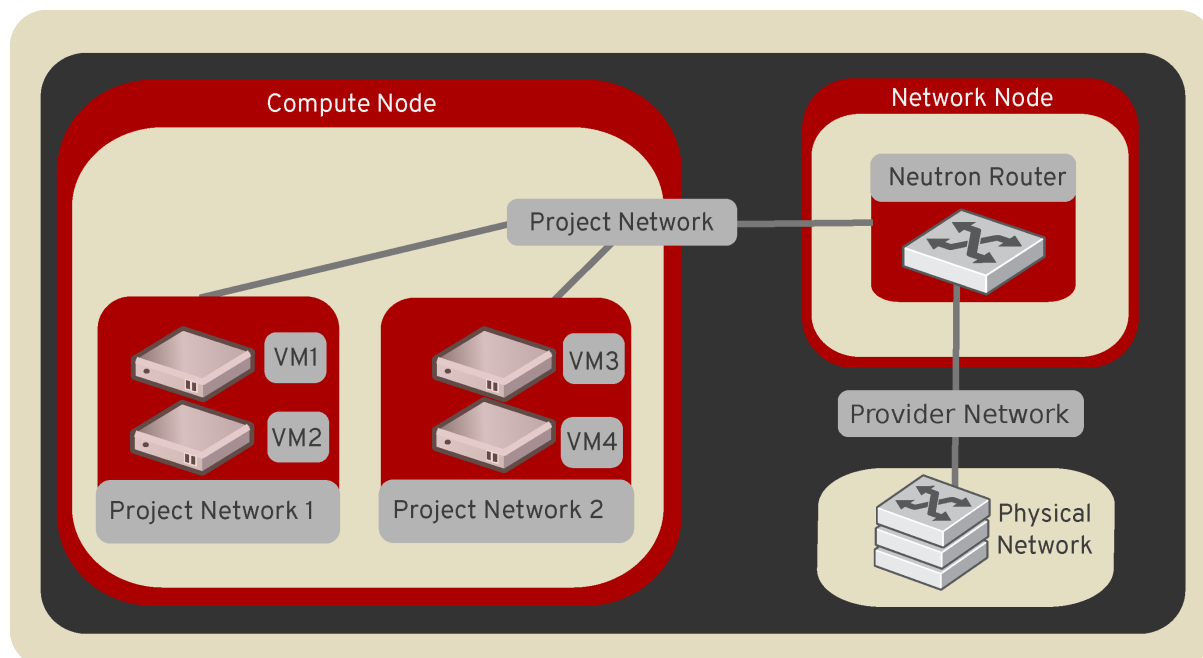 Compute Node
Network Node
Neutron Router
Project Network
VM1
VM2
Project Network 1
VM3
VM4
Project Network 2
Provider Network
Physical
Network